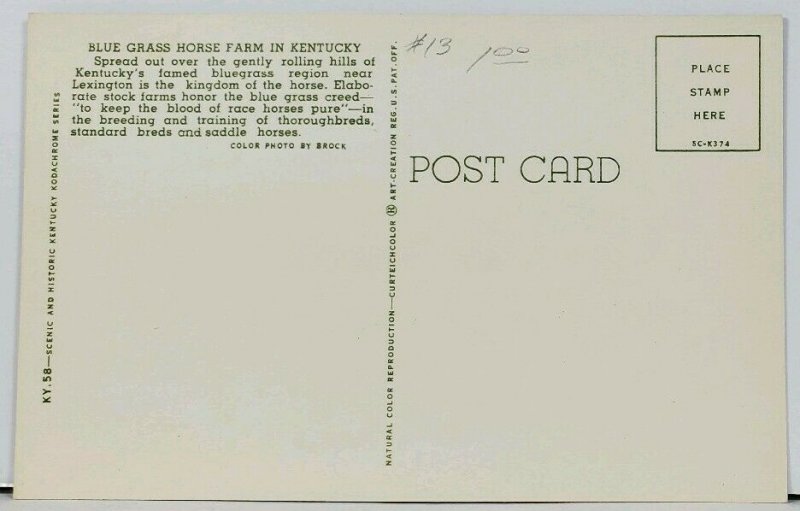 BLUE GRASS HORSE FARM IN KENTUCKY
Spread out over the gently rolling hills of
Kentucky's famed bluegrass region near
Lexington is the kingdom of the horse. Elabo-
rate stock farms honor the blue grass creed—
"to keep the blood of race horses pure"—in
the breeding and training of thoroughbreds,
standard breds and saddle horses.
COLOR PHOTO BY BROCK
KY.58—SCENIC AND HISTORIC KENTUCKY KODACHROME SERIES
NATURAL COLOR REPRODUCTION—CURTEICHCOLOR ® ART-CREATION REG. U.S. PAT. OFF.
#13 1.00
POST CARD
PLACE
STAMP
HERE
5C-K374